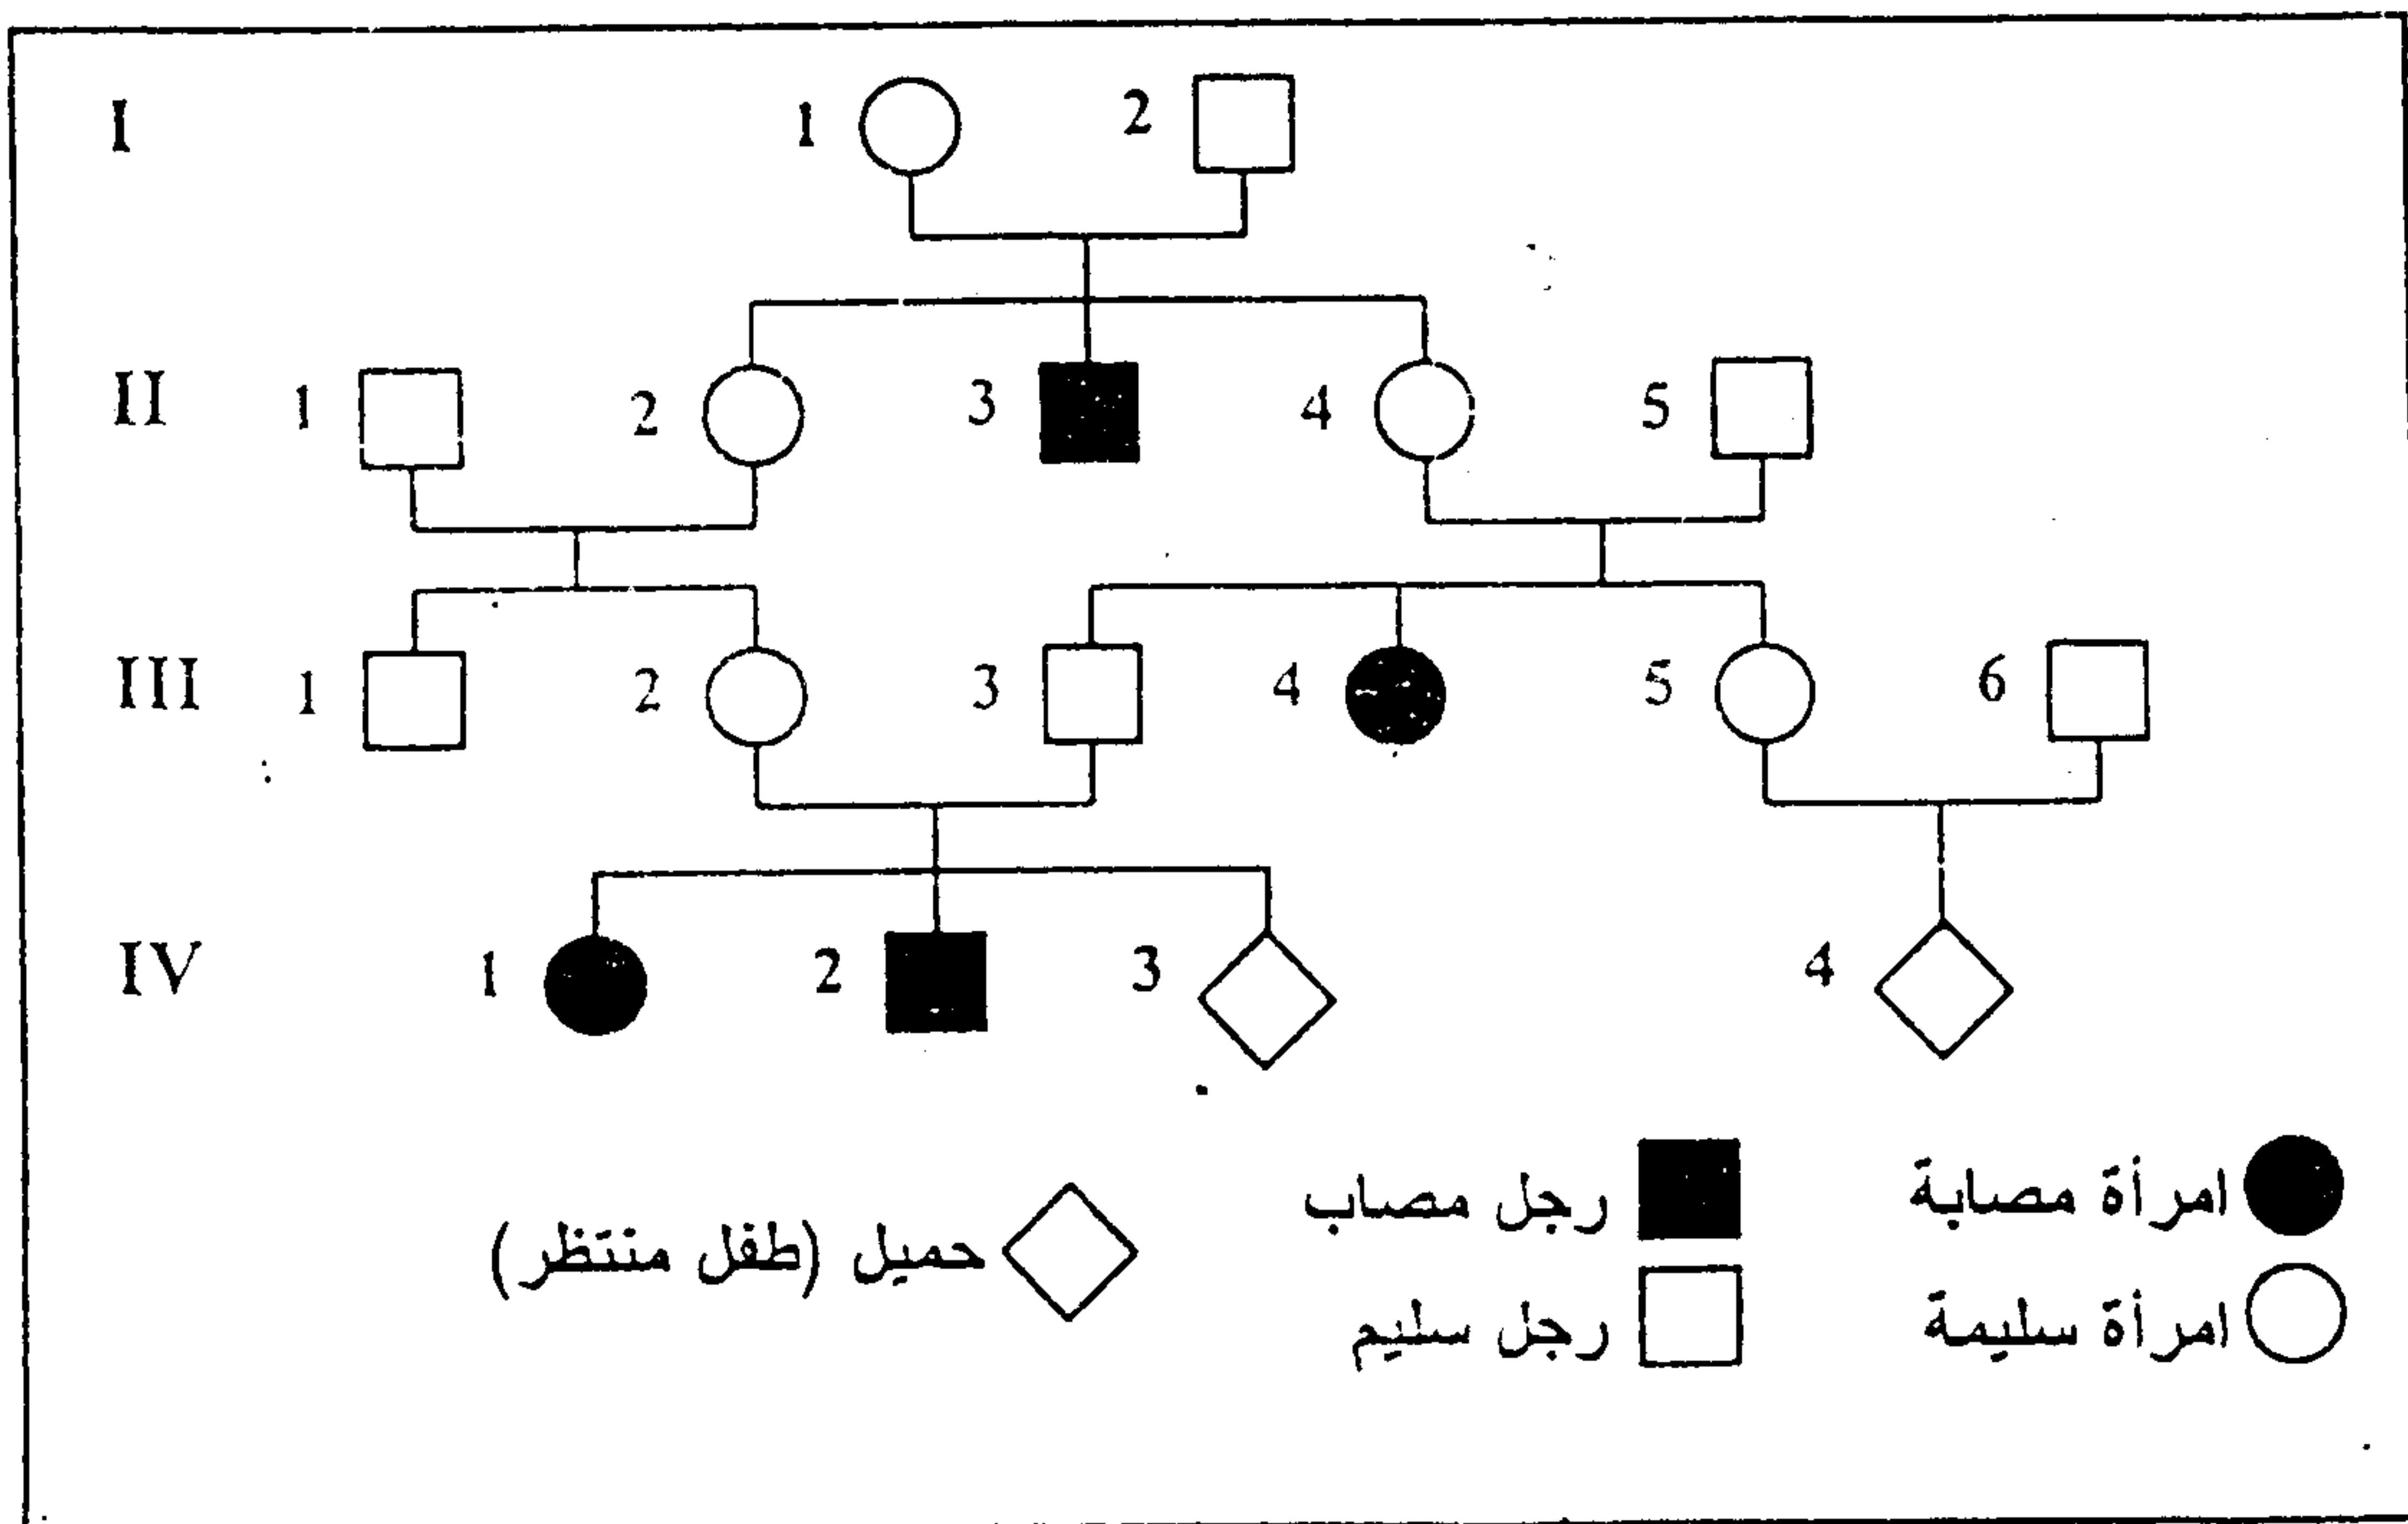 I 1 2
II 1 2 3 4 5
III 1 2 3 4 5 6
IV 1 2 3 4
امرأة مصابة رجل مصاب
حميل (طفل منتظر)
امرأة سليمة رجل سليم